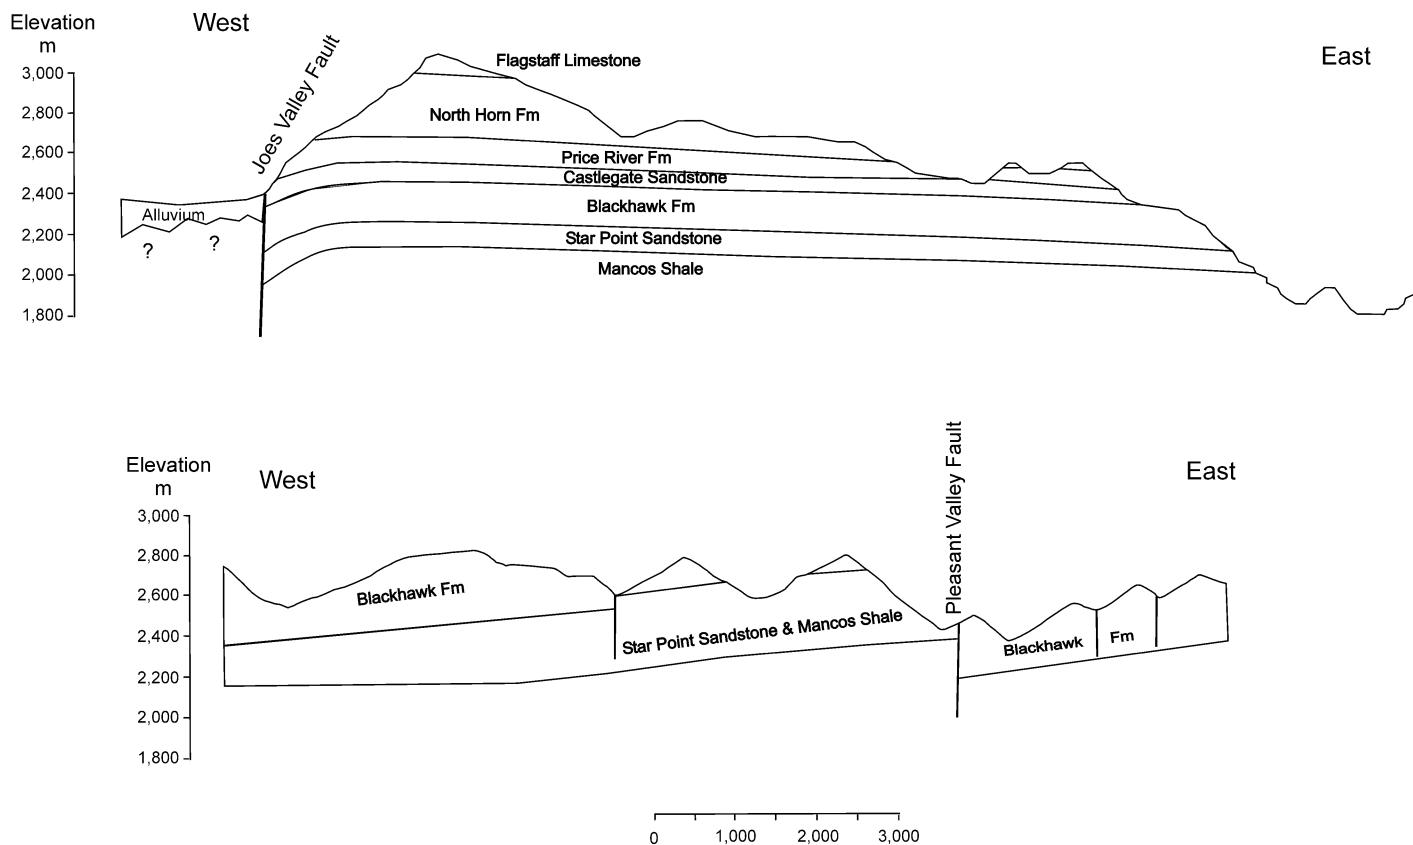 Elevation
m
West
East
Joes Valley Fault
3,000
2,800
2,600
2,400
2,200
2,000
1,800
Flagstaff Limestone
North Horn Fm
Price River Fm
Castlegate Sandstone
Blackhawk Fm
Star Point Sandstone
Mancos Shale
Alluvium
? ?
Elevation
m
West
East
Pleasant Valley Fault
3,000
2,800
2,600
2,400
2,200
2,000
1,800
Blackhawk Fm
Star Point Sandstone & Mancos Shale
Blackhawk Fm
0 1,000 2,000 3,000